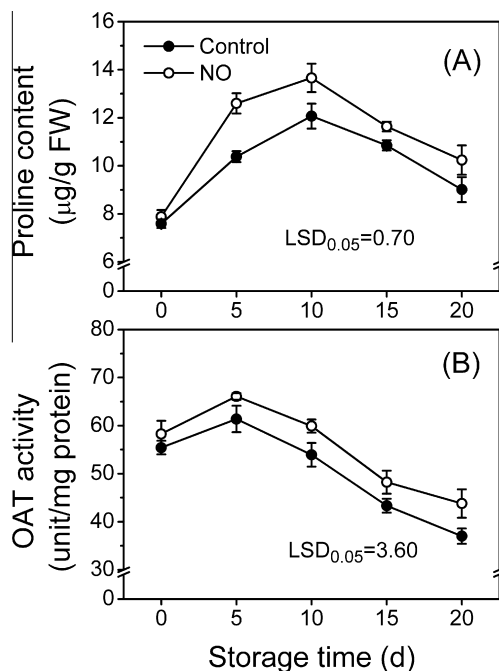 Control
NO
(A)
Proline content
(µg/g FW)
16
14
12
10
8
6
0
LSD0.05=0.70
0 5 10 15 20
(B)
OAT activity
(unit/mg protein)
80
70
60
50
40
30
0
LSD0.05=3.60
0 5 10 15 20
Storage time (d)